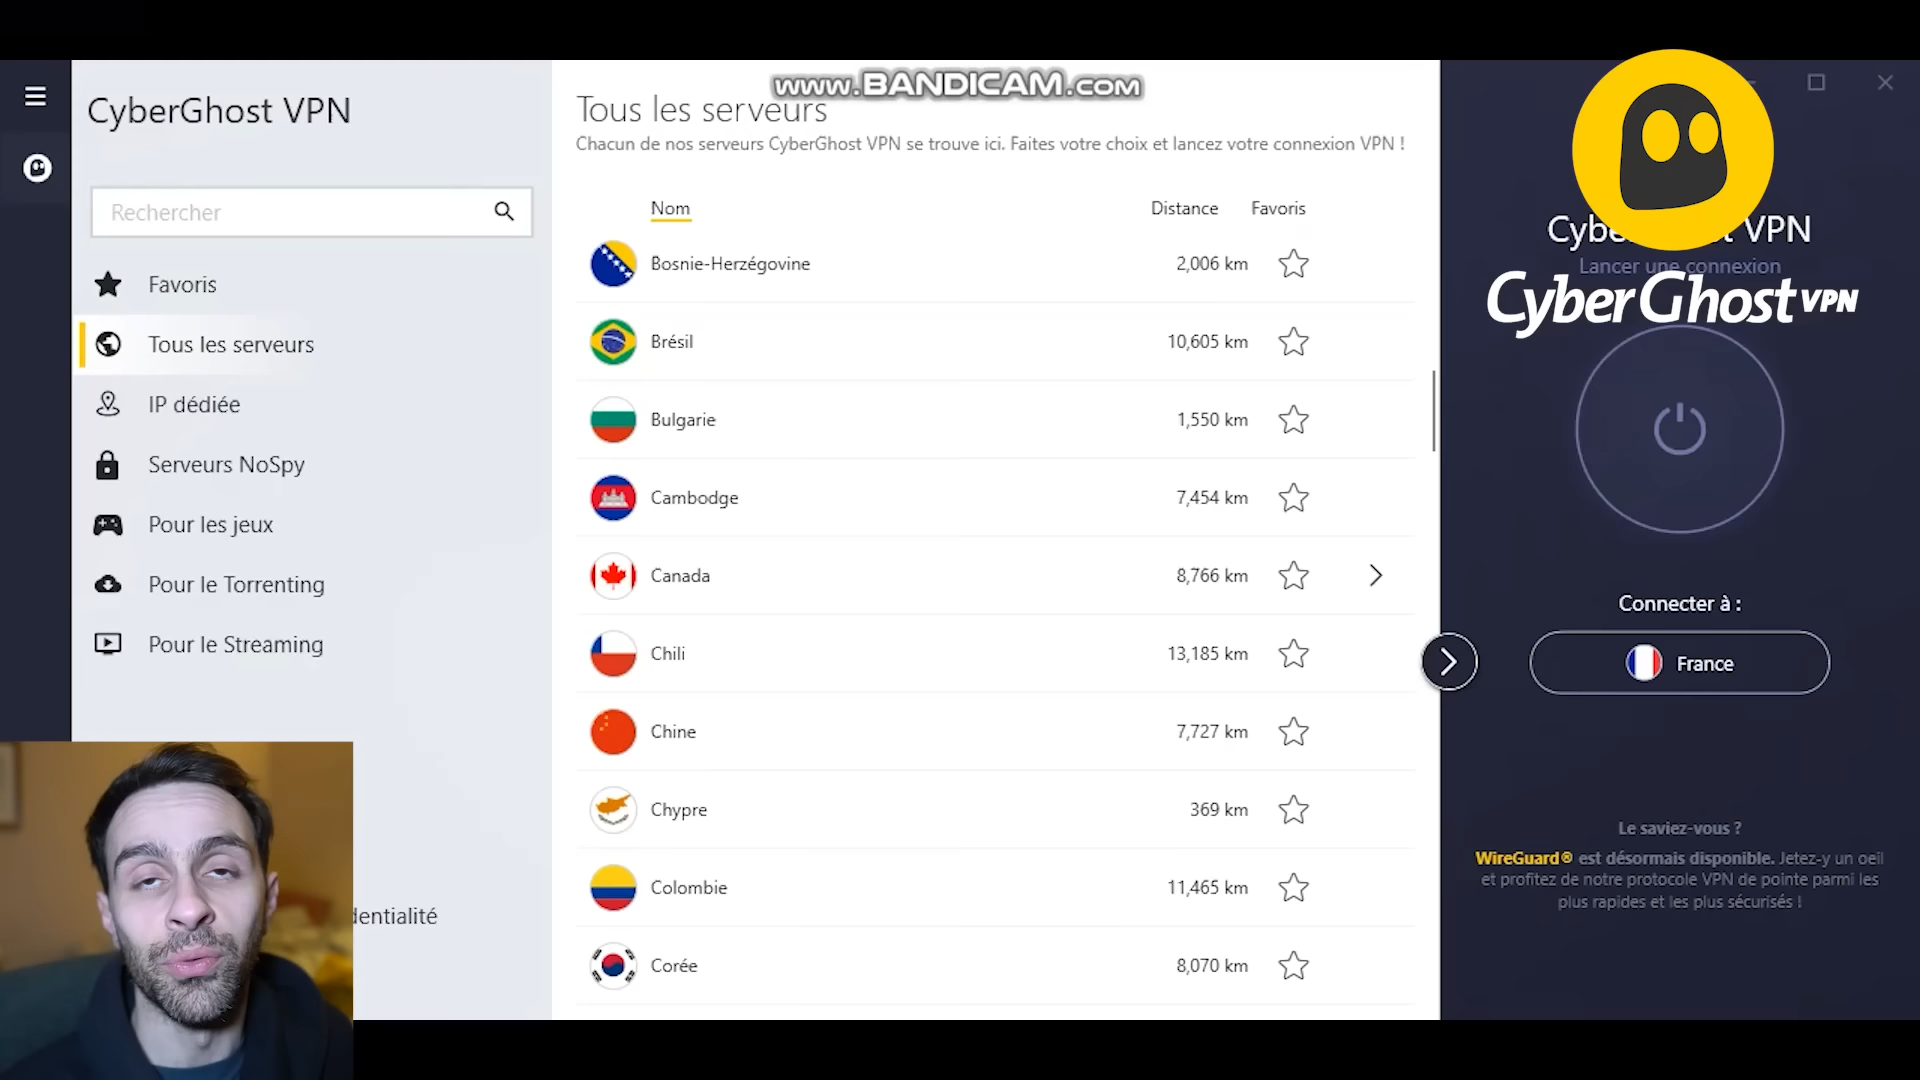 www.BANDICAM.com
CyberGhost VPN
Rechercher
Favoris
Tous les serveurs
IP dédiée
Serveurs NoSpy
Pour les jeux
Pour le Torrenting
Pour le Streaming
dentialité
Tous les serveurs
Chacun de nos serveurs CyberGhost VPN se trouve ici. Faites votre choix et lancez votre connexion VPN !
Nom Distance Favoris
Bosnie-Herzégovine 2,006 km
Brésil 10,605 km
Bulgarie 1,550 km
Cambodge 7,454 km
Canada 8,766 km
Chili 13,185 km
Chine 7,727 km
Chypre 369 km
Colombie 11,465 km
Corée 8,070 km
VPN
Lancer une connexion
CyberGhost VPN
Connecter à :
France
Le saviez-vous ?
WireGuard® est désormais disponible. Jetez-y un oeil
et profitez de notre protocole VPN de pointe parmi les
plus rapides et les plus sécurisés !